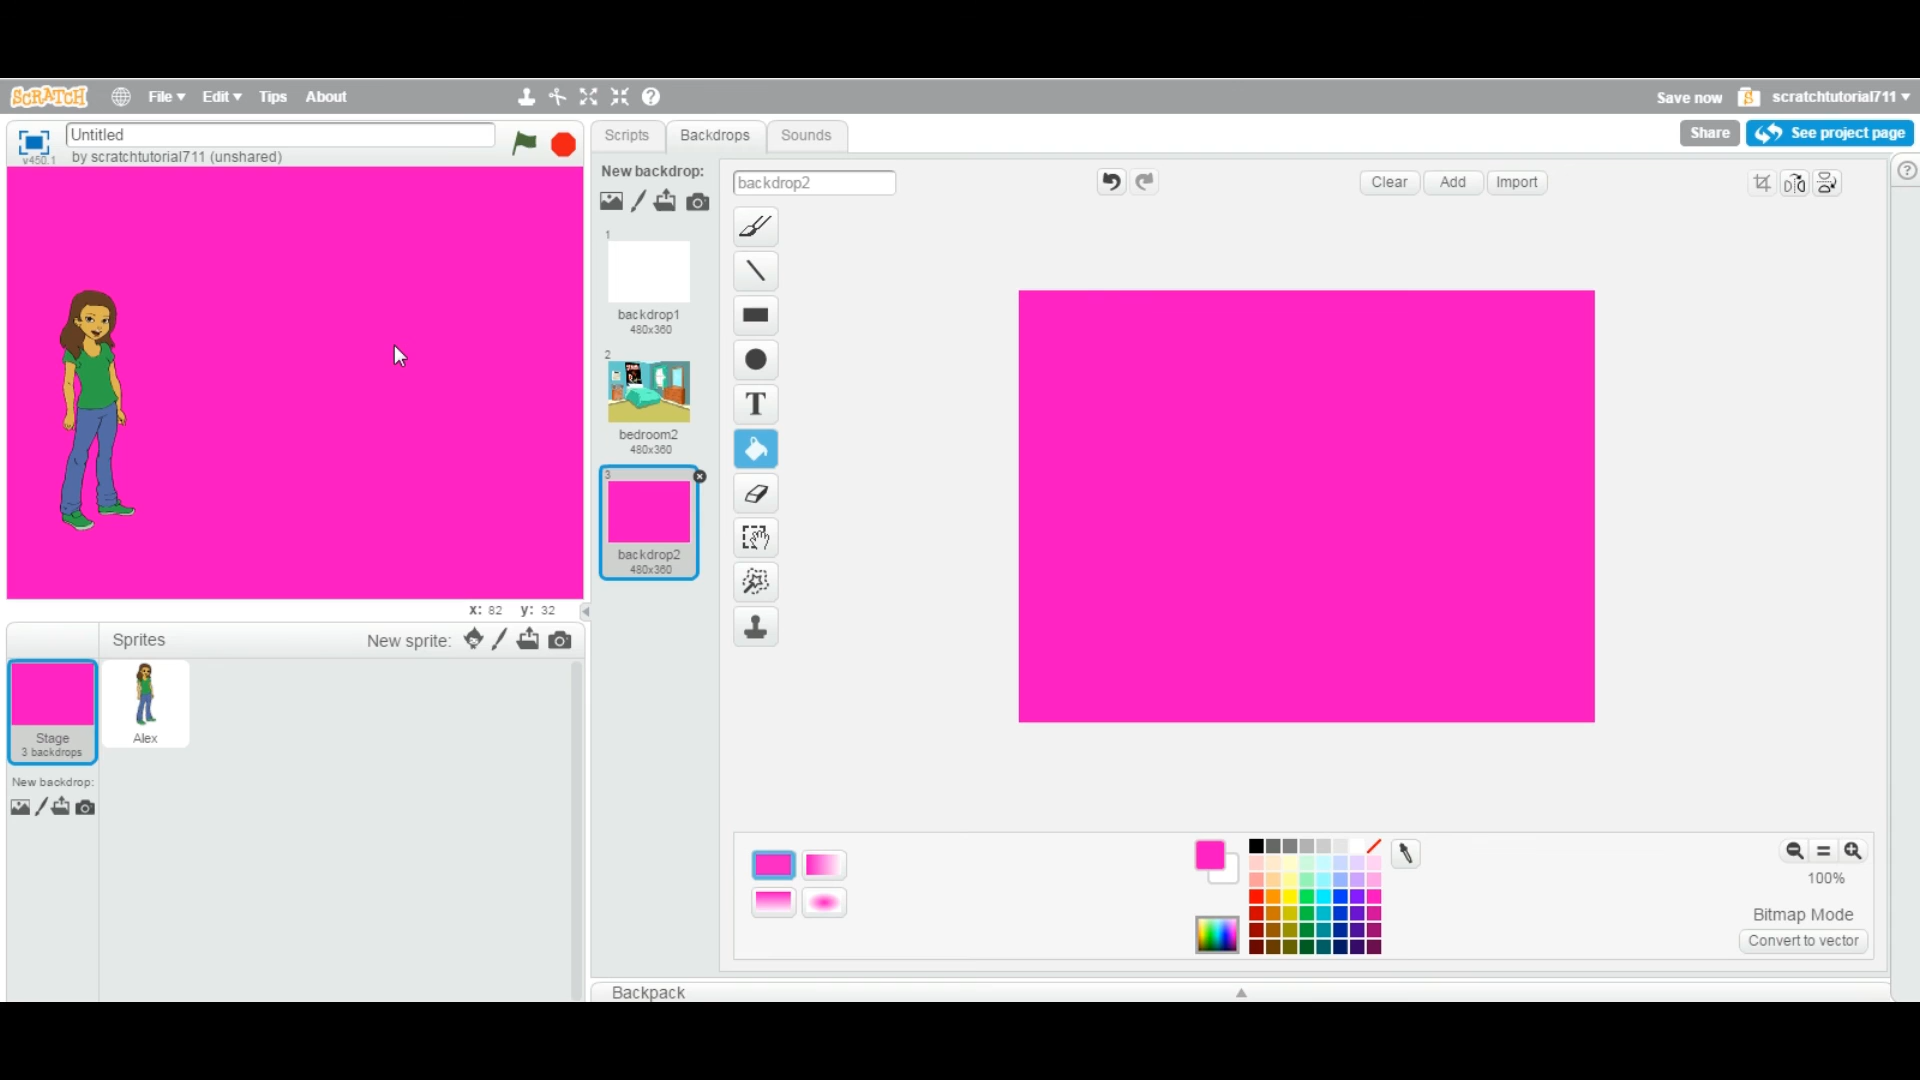 SCRATCH File Edit Tips About Save now scratchtutorial711
Untitled
v450.1 by scratchtutorial711 (unshared)
Scripts Backdrops Sounds Share See project page
New backdrop:
backdrop2 Clear Add Import
1
backdrop1
480x360
2
bedroom2
480x360
3
backdrop2
480x360
T
x: 82 y: 32
Sprites New sprite:
Stage
3 backdrops
Alex
New backdrop:
100%
Bitmap Mode
Convert to vector
Backpack